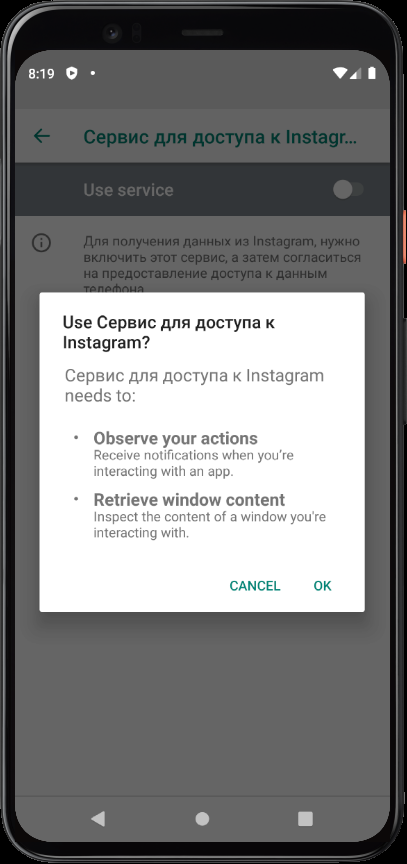 8:19
Сервис для доступа к Instagr...
Use service
Для получения данных из Instagram, нужно
включить этот сервис, а затем согласиться
на предоставление доступа к данным
телефона
Use Сервис для доступа к
Instagram?
Сервис для доступа к Instagram
needs to:
• Observe your actions
Receive notifications when you're
interacting with an app.
• Retrieve window content
Inspect the content of a window you're
interacting with.
CANCEL OK